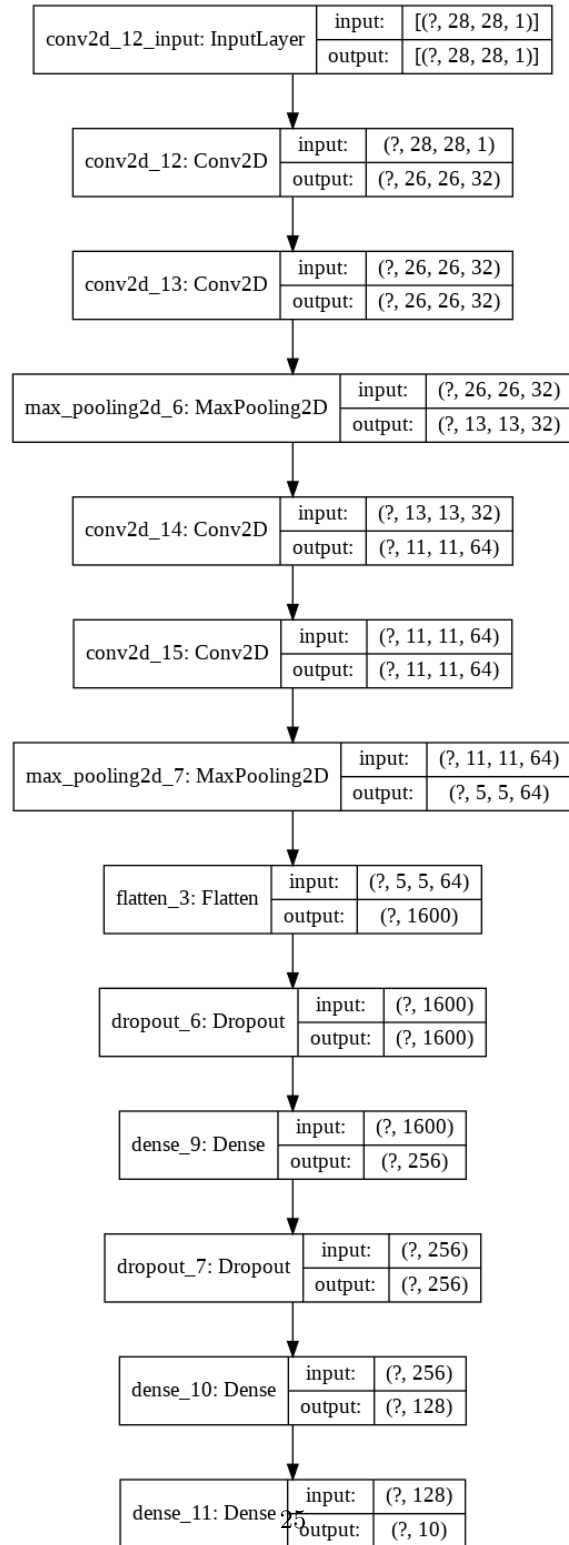 conv2d_12_input: InputLayer
input: [(?, 28, 28, 1)]
output: [(?, 28, 28, 1)]
conv2d_12: Conv2D
input: (?, 28, 28, 1)
output: (?, 26, 26, 32)
conv2d_13: Conv2D
input: (?, 26, 26, 32)
output: (?, 26, 26, 32)
max_pooling2d_6: MaxPooling2D
input: (?, 26, 26, 32)
output: (?, 13, 13, 32)
conv2d_14: Conv2D
input: (?, 13, 13, 32)
output: (?, 11, 11, 64)
conv2d_15: Conv2D
input: (?, 11, 11, 64)
output: (?, 11, 11, 64)
max_pooling2d_7: MaxPooling2D
input: (?, 11, 11, 64)
output: (?, 5, 5, 64)
flatten_3: Flatten
input: (?, 5, 5, 64)
output: (?, 1600)
dropout_6: Dropout
input: (?, 1600)
output: (?, 1600)
dense_9: Dense
input: (?, 1600)
output: (?, 256)
dropout_7: Dropout
input: (?, 256)
output: (?, 256)
dense_10: Dense
input: (?, 256)
output: (?, 128)
dense_11: Dense
input: (?, 128)
output: (?, 10)
25